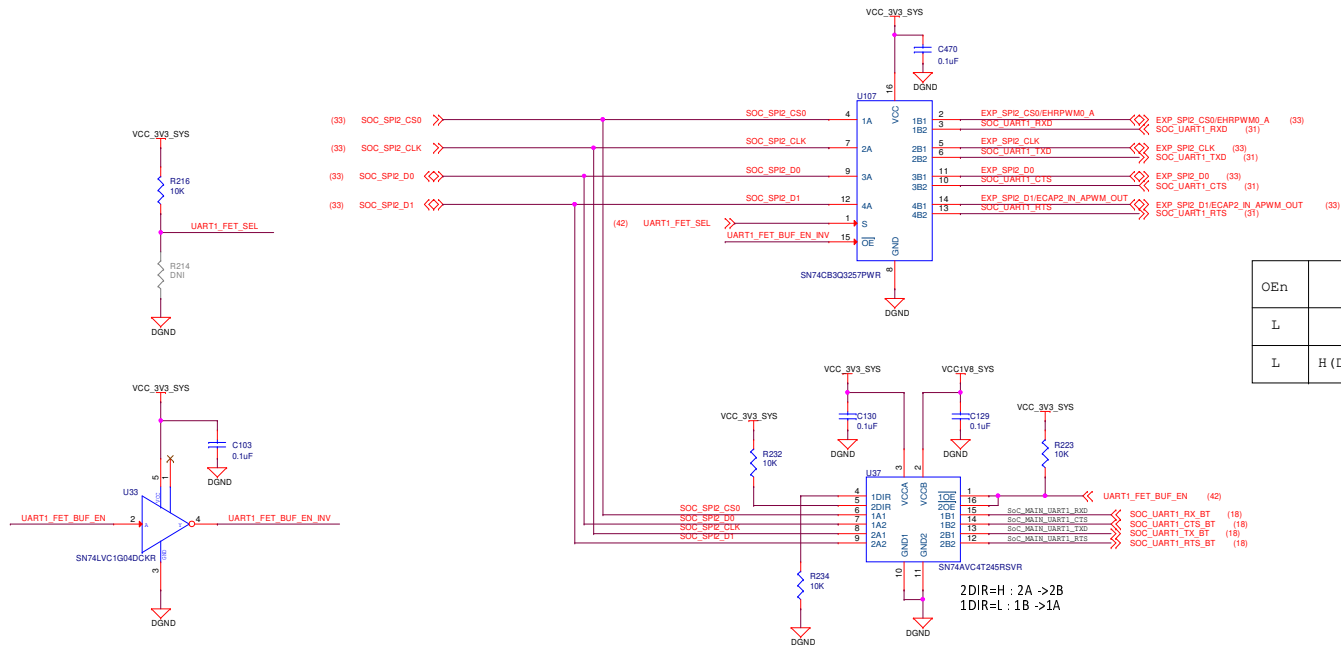 VCC_3V3_SYS
C470
0.1uF
DGND
16
U107
VCC
(33) SOC_SPI2_CS0
SOC_SPI2_CS0
4
1A
1B1
2
EXP_SPI2_CS0/EHRPWM0_A
EXP_SPI2_CS0/EHRPWM0_A (33)
1B2
3
SOC_UART1_RXD
SOC_UART1_RXD (31)
(33) SOC_SPI2_CLK
SOC_SPI2_CLK
7
2A
2B1
5
EXP_SPI2_CLK
EXP_SPI2_CLK (33)
2B2
6
SOC_UART1_TXD
SOC_UART1_TXD (31)
(33) SOC_SPI2_D0
SOC_SPI2_D0
9
3A
3B1
11
EXP_SPI2_D0
EXP_SPI2_D0 (33)
3B2
10
SOC_UART1_CTS
SOC_UART1_CTS (31)
(33) SOC_SPI2_D1
SOC_SPI2_D1
12
4A
4B1
14
EXP_SPI2_D1/ECAP2_IN_APWM_OUT
EXP_SPI2_D1/ECAP2_IN_APWM_OUT (33)
4B2
13
SOC_UART1_RTS
SOC_UART1_RTS (31)
(42) UART1_FET_SEL
1
S
UART1_FET_BUF_EN_INV
15
OE
GND
8
SN74CB3Q3257PWR
DGND
VCC_3V3_SYS
R216
10K
UART1_FET_SEL
R214
DNI
DGND
OEn
L
L
H(D
VCC_3V3_SYS
C103
0.1uF
DGND
5
1
U33
VCC
UART1_FET_BUF_EN
2
A
Y
4
UART1_FET_BUF_EN_INV
GND
SN74LVC1G04DCKR
3
DGND
VCC_3V3_SYS
C130
0.1uF
DGND
VCC1V8_SYS
C129
0.1uF
DGND
VCC_3V3_SYS
R223
10K
VCC_3V3_SYS
R232
10K
R234
10K
DGND
U37
3
2
VCCA
VCCB
4
1DIR
5
2DIR
SOC_SPI2_CS0
6
1A1
SOC_SPI2_D0
7
1A2
SOC_SPI2_CLK
8
2A1
SOC_SPI2_D1
9
2A2
1OE
1
UART1_FET_BUF_EN (42)
2OE
16
1B1
15
SoC_MAIN_UART1_RXD
SOC_UART1_RX_BT (18)
1B2
14
SoC_MAIN_UART1_CTS
SOC_UART1_CTS_BT (18)
2B1
13
SoC_MAIN_UART1_TXD
SOC_UART1_TX_BT (18)
2B2
12
SoC_MAIN_UART1_RTS
SOC_UART1_RTS_BT (18)
GND1
GND2
10
11
SN74AVC4T245RSVR
DGND
2DIR=H : 2A ->2B
1DIR=L : 1B ->1A